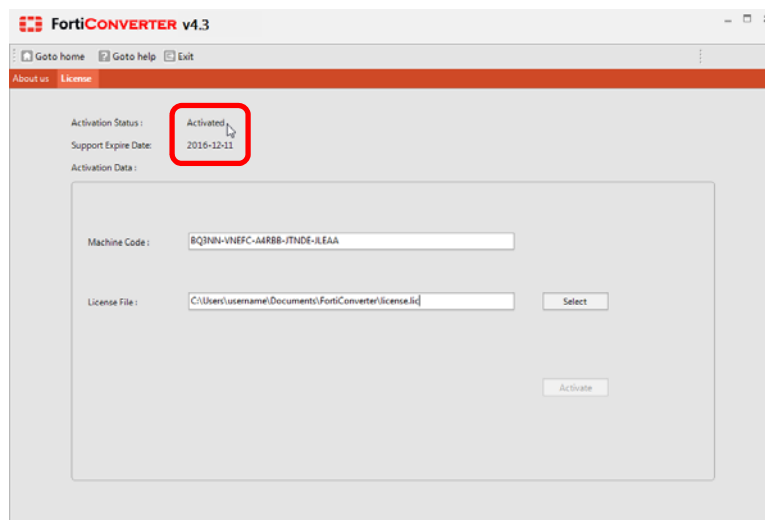 FortiCONVERTER v4.3
Goto home Goto help Exit
About us License
Activation Status : Activated
Support Expire Date: 2016-12-11
Activation Data :
Machine Code : BQ3NN-VNEFC-A4RBB-JTNDE-JLEAA
License File : C:\Users\username\Documents\FortiConverter\license.lic Select
Activate